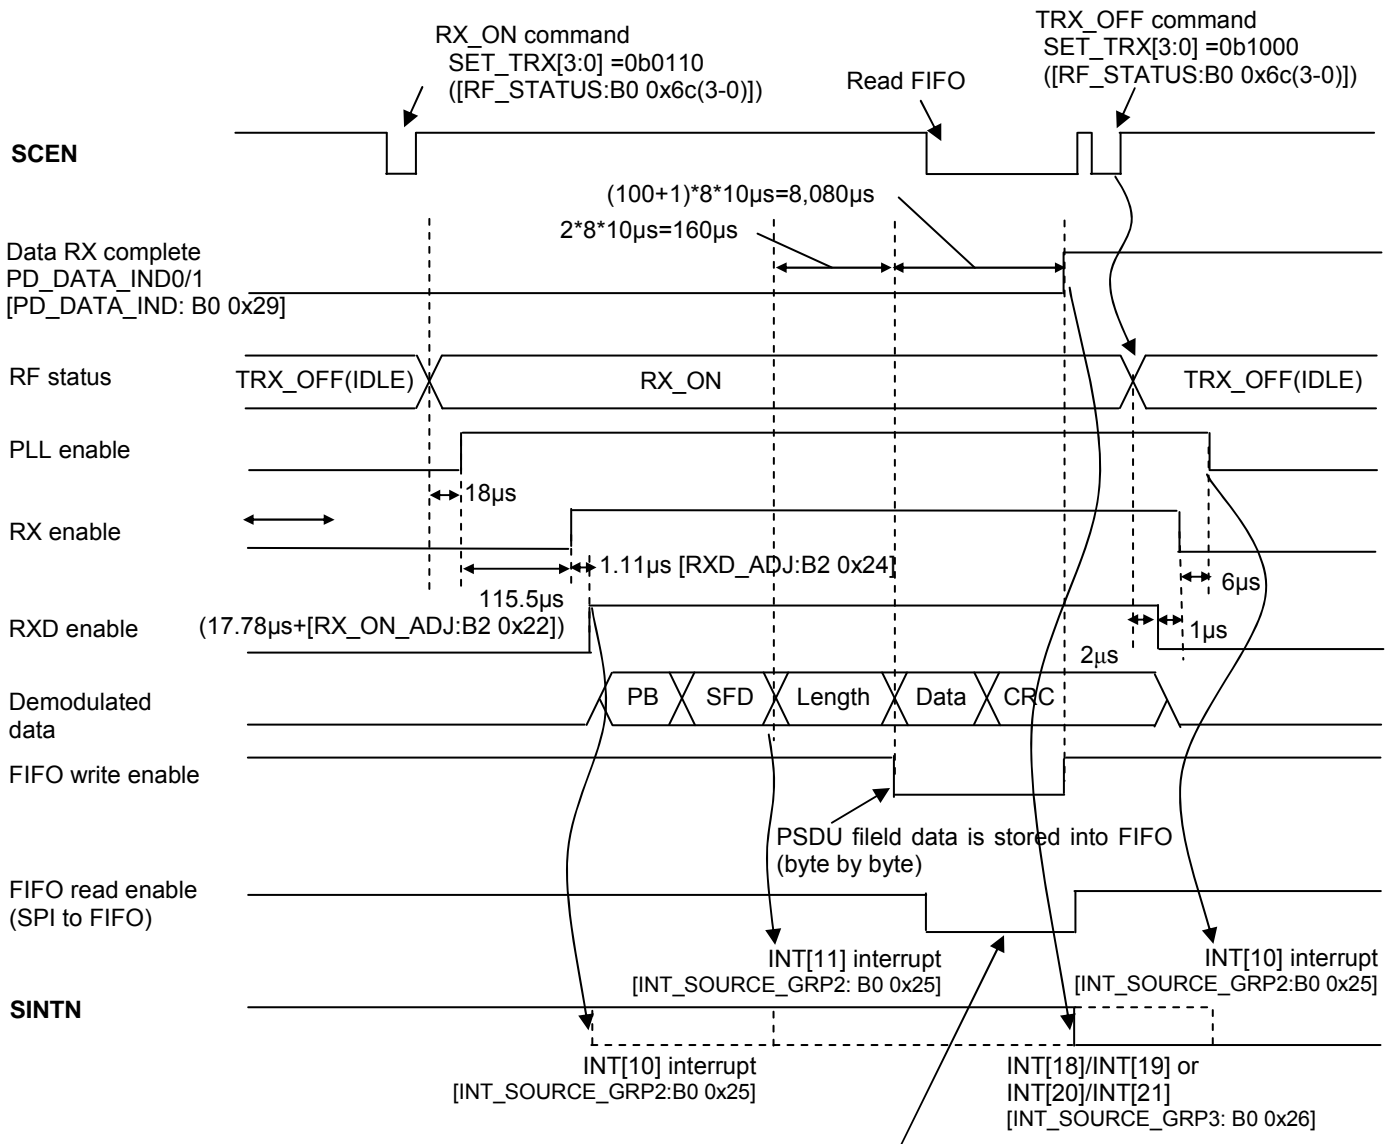 RX_ON command
SET_TRX[3:0] =0b0110
([RF_STATUS:B0 0x6c(3-0)])
TRX_OFF command
SET_TRX[3:0] =0b1000
([RF_STATUS:B0 0x6c(3-0)])
Read FIFO
SCEN
(100+1)*8*10µs=8,080µs
2*8*10µs=160µs
Data RX complete
PD_DATA_IND0/1
[PD_DATA_IND: B0 0x29]
RF status
TRX_OFF(IDLE)
RX_ON
TRX_OFF(IDLE)
PLL enable
18µs
RX enable
1.11µs [RXD_ADJ:B2 0x24]
6µs
115.5µs
(17.78µs+[RX_ON_ADJ:B2 0x22])
RXD enable
1µs
2µs
Demodulated
data
PB
SFD
Length
Data
CRC
FIFO write enable
PSDU fileld data is stored into FIFO
(byte by byte)
FIFO read enable
(SPI to FIFO)
INT[11] interrupt
[INT_SOURCE_GRP2: B0 0x25]
INT[10] interrupt
[INT_SOURCE_GRP2:B0 0x25]
SINTN
INT[10] interrupt
[INT_SOURCE_GRP2:B0 0x25]
INT[18]/INT[19] or
INT[20]/INT[21]
[INT_SOURCE_GRP3: B0 0x26]